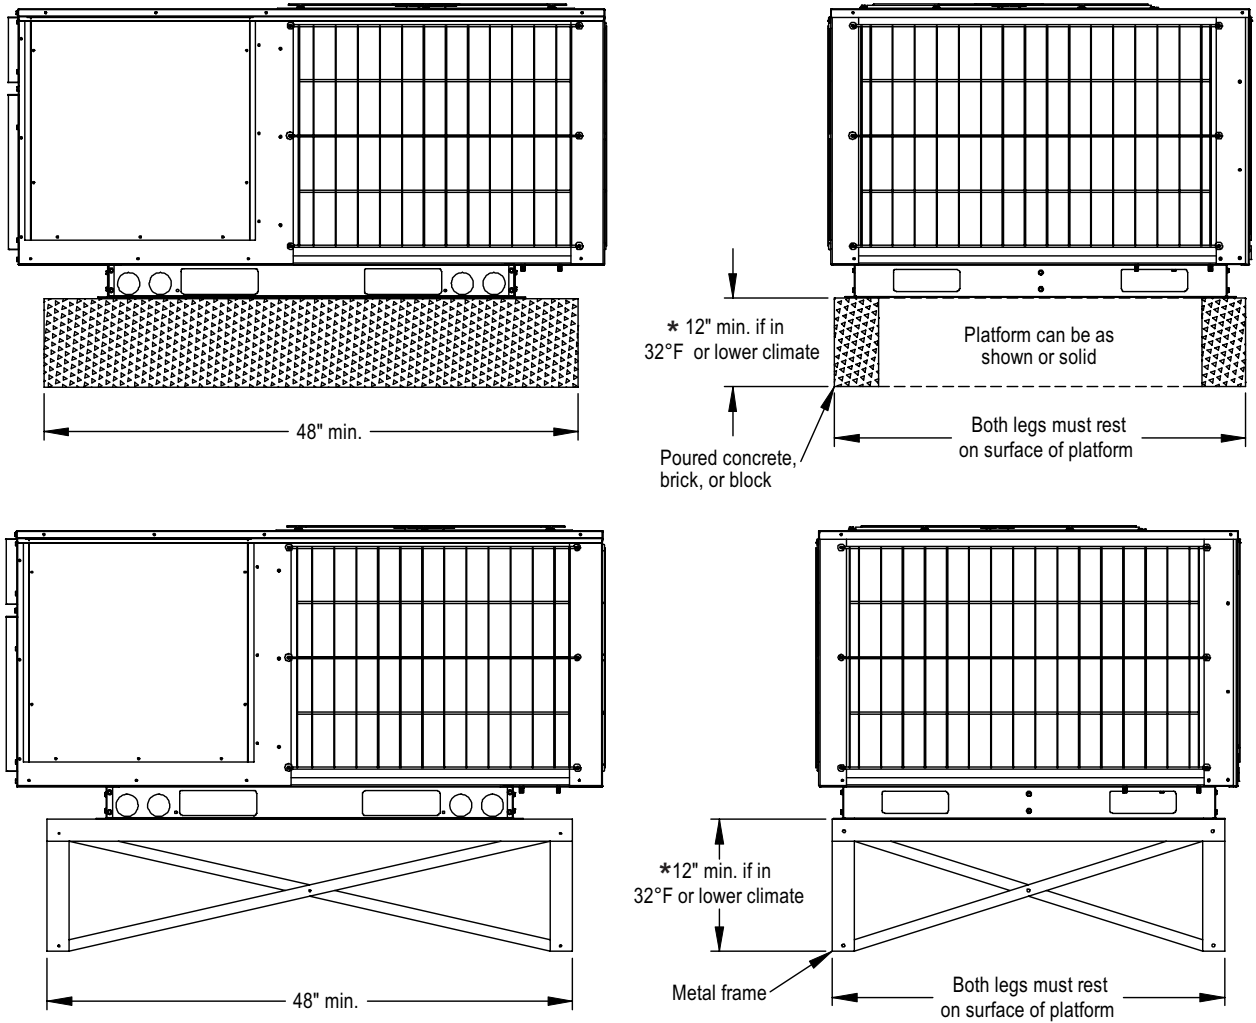 * 12" min. if in
32°F or lower climate
Platform can be as
shown or solid
48" min.
Both legs must rest
on surface of platform
Poured concrete,
brick, or block
*12" min. if in
32°F or lower climate
Metal frame
48" min.
Both legs must rest
on surface of platform